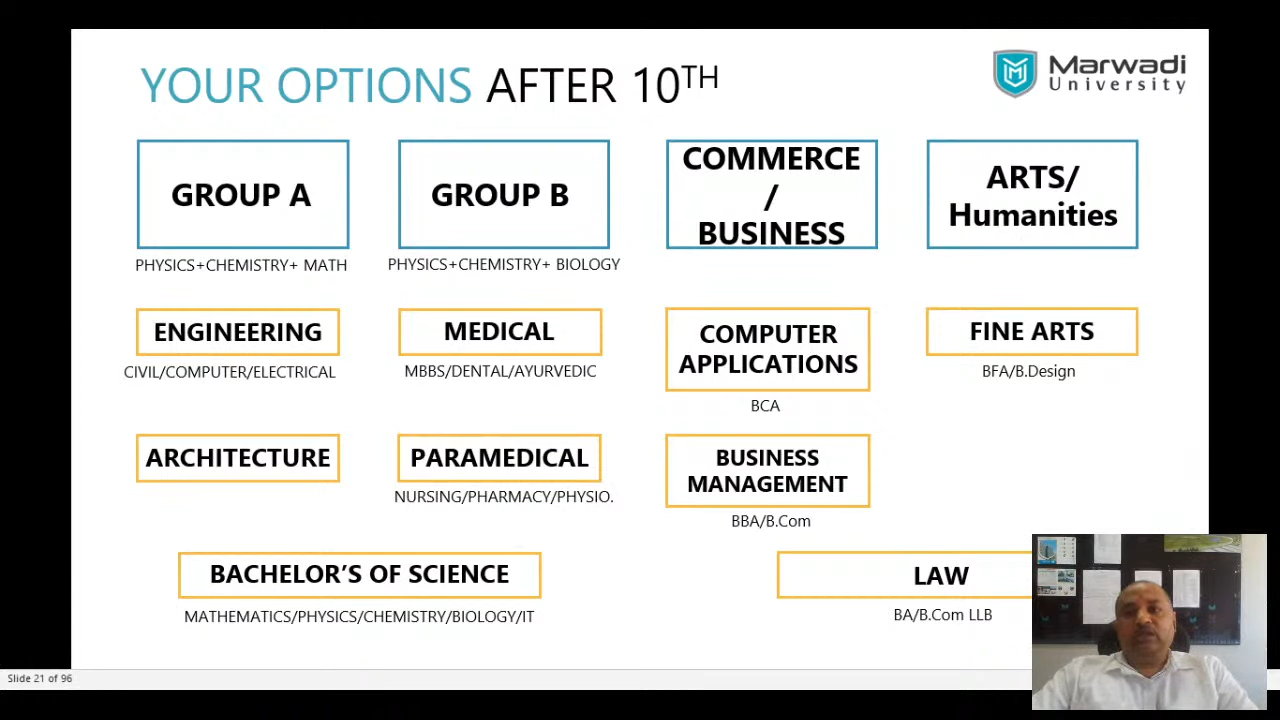 YOUR OPTIONS AFTER 10TH
Marwadi
University
GROUP A
PHYSICS+CHEMISTRY+ MATH
GROUP B
PHYSICS+CHEMISTRY+ BIOLOGY
COMMERCE
/
BUSINESS
ARTS/
Humanities
ENGINEERING
CIVIL/COMPUTER/ELECTRICAL
MEDICAL
MBBS/DENTAL/AYURVEDIC
COMPUTER
APPLICATIONS
BCA
FINE ARTS
BFA/B.Design
ARCHITECTURE
PARAMEDICAL
NURSING/PHARMACY/PHYSIO.
BUSINESS
MANAGEMENT
BBA/B.Com
BACHELOR’S OF SCIENCE
MATHEMATICS/PHYSICS/CHEMISTRY/BIOLOGY/IT
LAW
BA/B.Com LLB
Slide 21 of 96